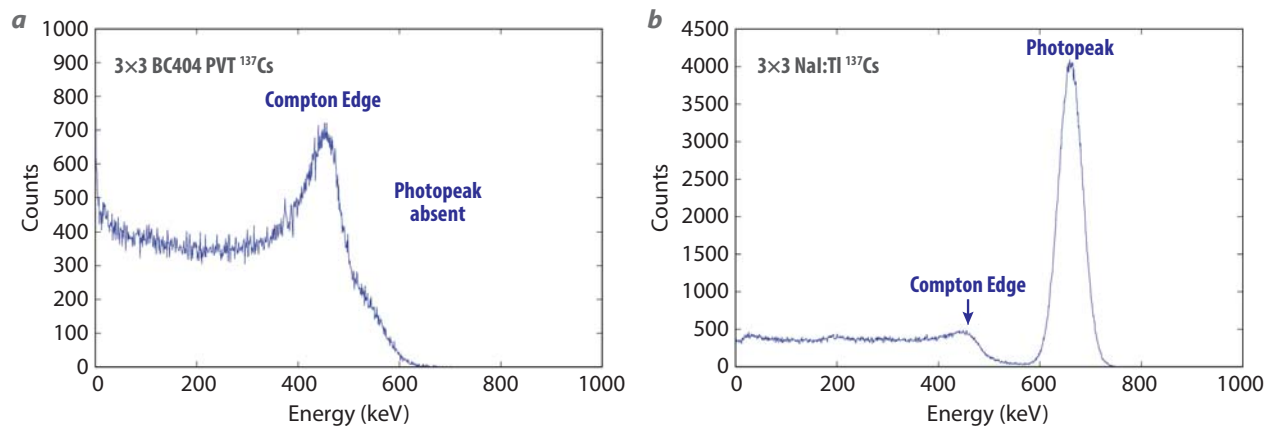 a
1000
900
800
700
600
500
400
300
200
100
0
3×3 BC404 PVT ¹³⁷Cs
Compton Edge
Photopeak
absent
Counts
0
200
400
600
800
1000
Energy (keV)
b
4500
4000
3500
3000
2500
2000
1500
1000
500
0
3×3 NaI:Tl ¹³⁷Cs
Photopeak
Compton Edge
Counts
0
200
400
600
800
1000
Energy (keV)